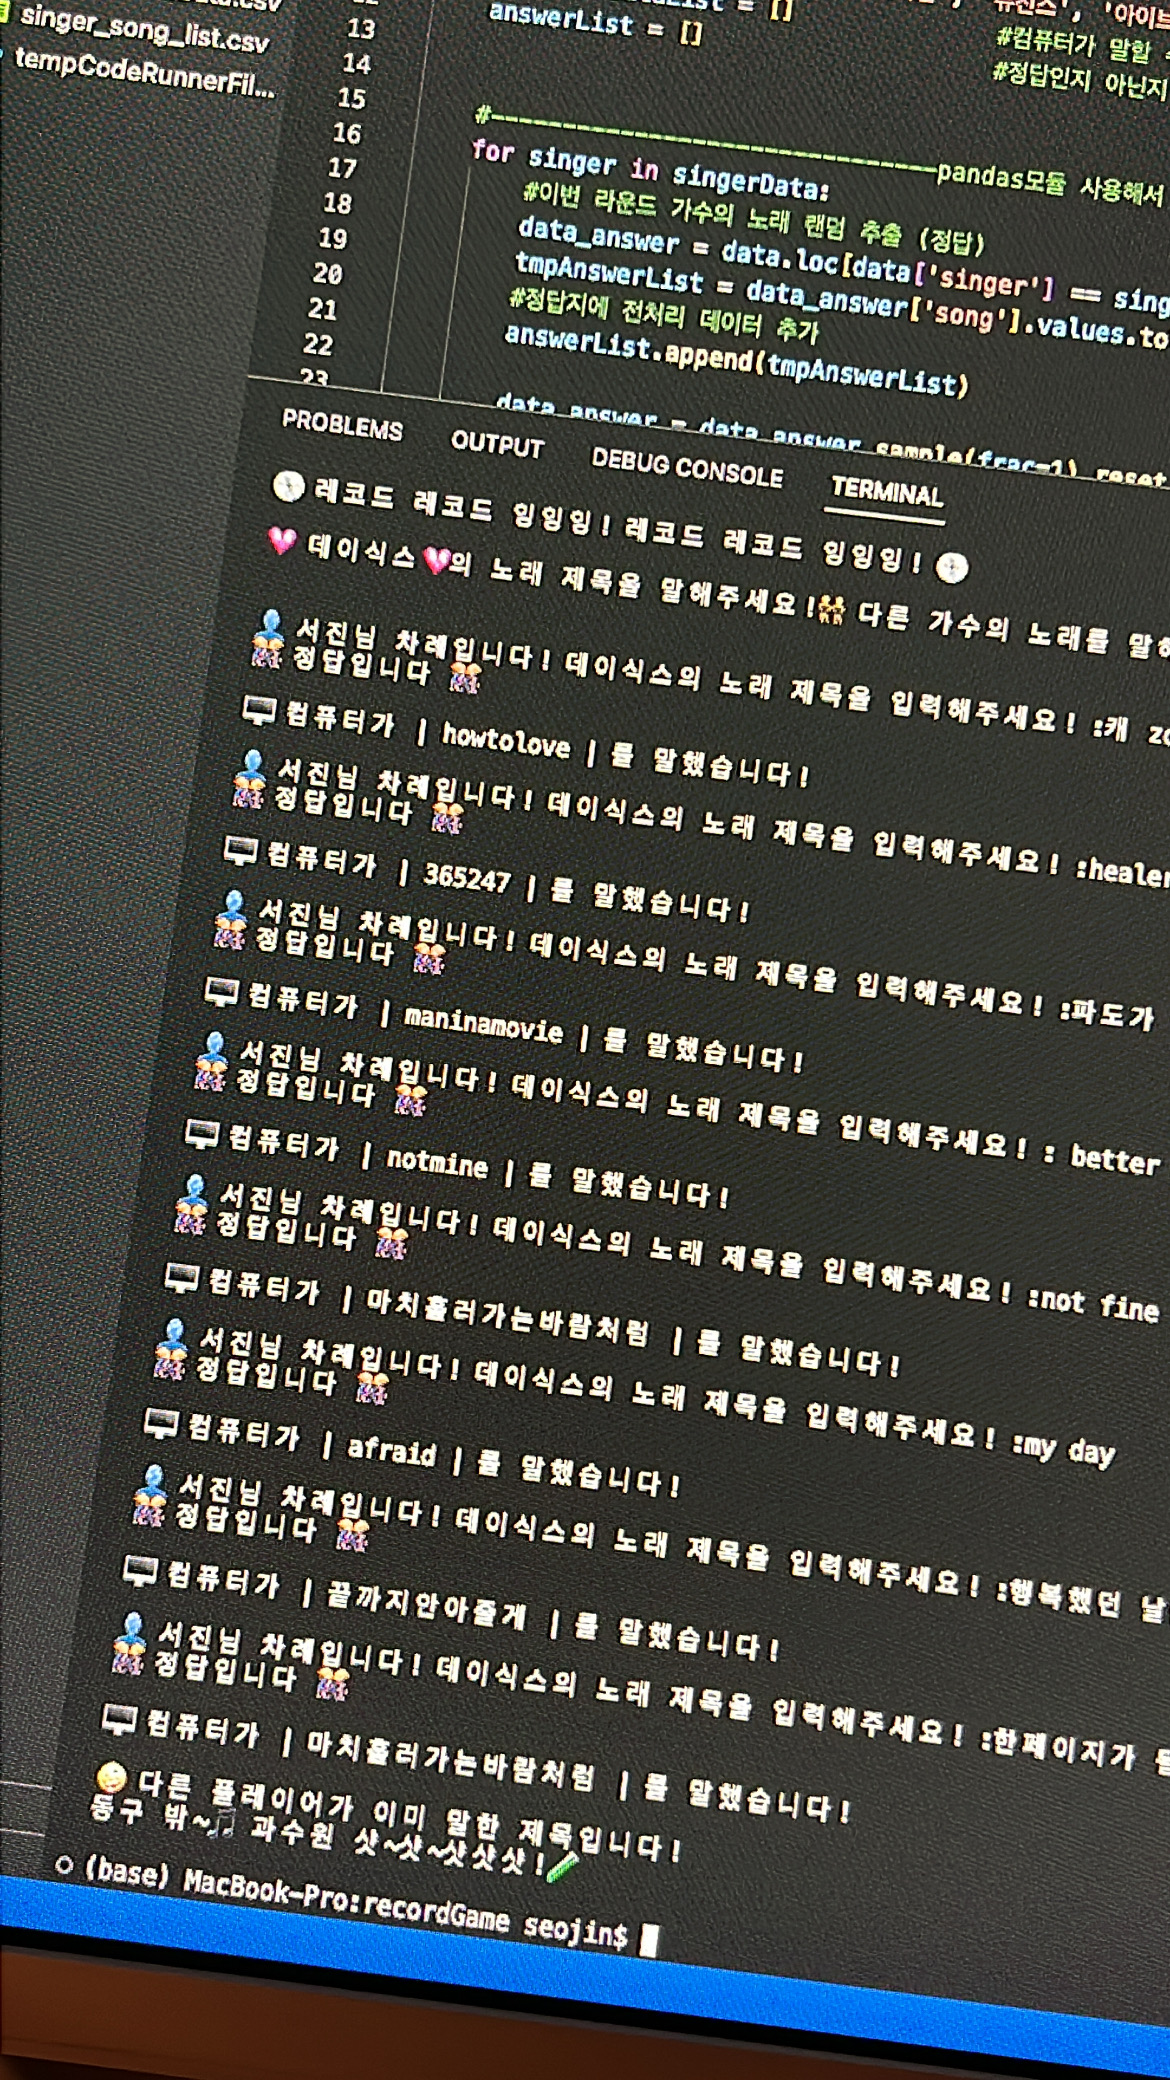 singer_song_list.csv
tempCodeRunnerFil...
13
answerList = []
#컴퓨터가 말할
14
#정답인지 아닌지
15
16
#pandas모듈 사용해서
17
for singer in singerData:
18
#이번 라운드 가수의 노래 랜덤 추출 (정답)
19
data_answer = data.loc[data['singer'] == sing
20
tmpAnswerList = data_answer['song'].values.to
21
#정답지에 전처리 데이터 추가
22
answerList.append(tmpAnswerList)
23
data_answer = data_answer.sample(frac=1).reset
PROBLEMS OUTPUT DEBUG CONSOLE TERMINAL
💿 레코드 레코드 잉잉잉! 레코드 레코드 잉잉잉! 💿
💗 데이식스💗의 노래 제목을 말해주세요!👯 다른 가수의 노래를 말
👤 서진님 차례입니다! 데이식스의 노래 제목을 입력해주세요! :캐 zo
정답입니다
🖥 컴퓨터가 | howtolove | 를 말했습니다!
👤 서진님 차례입니다! 데이식스의 노래 제목을 입력해주세요! :healer
정답입니다
🖥 컴퓨터가 | 365247 | 를 말했습니다!
👤 서진님 차례입니다! 데이식스의 노래 제목을 입력해주세요! :파도가
정답입니다
🖥 컴퓨터가 | maninamovie | 를 말했습니다!
👤 서진님 차례입니다! 데이식스의 노래 제목을 입력해주세요! : better
정답입니다
🖥 컴퓨터가 | notmine | 를 말했습니다!
👤 서진님 차례입니다! 데이식스의 노래 제목을 입력해주세요! :not fine
정답입니다
🖥 컴퓨터가 | 마치흘러가는바람처럼 | 를 말했습니다!
👤 서진님 차례입니다! 데이식스의 노래 제목을 입력해주세요! :my day
정답입니다
🖥 컴퓨터가 | afraid | 를 말했습니다!
👤 서진님 차례입니다! 데이식스의 노래 제목을 입력해주세요! :행복했던 날
정답입니다
🖥 컴퓨터가 | 끝까지안아줄게 | 를 말했습니다!
👤 서진님 차례입니다! 데이식스의 노래 제목을 입력해주세요! :한페이지가
정답입니다
🖥 컴퓨터가 | 마치흘러가는바람처럼 | 를 말했습니다!
다른 플레이어가 이미 말한 제목입니다!
동구 밖~🎵 과수원 샷~샷~샷샷샷!
(base) MacBook-Pro:recordGame seojin$